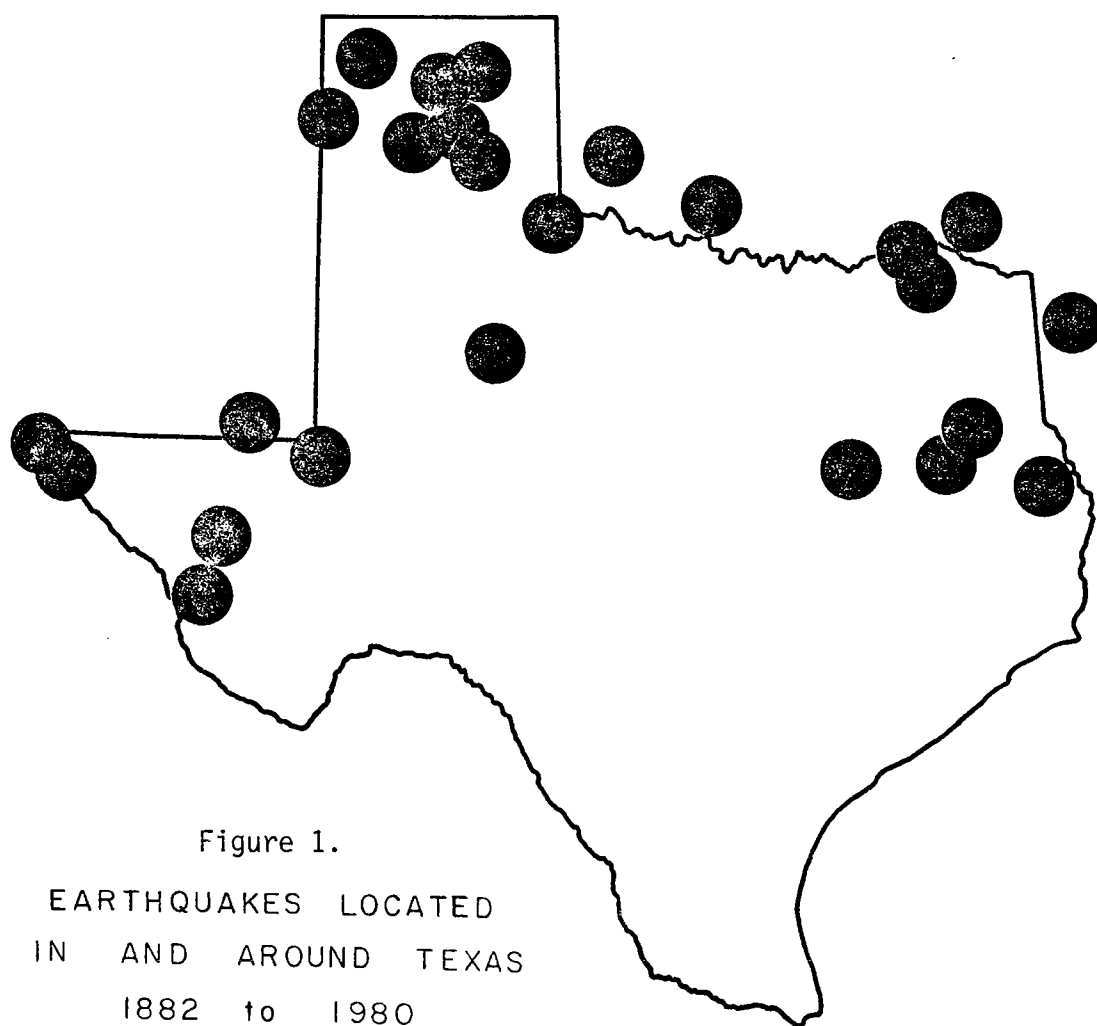 Figure 1.
EARTHQUAKES LOCATED
IN AND AROUND TEXAS
1882 to 1980